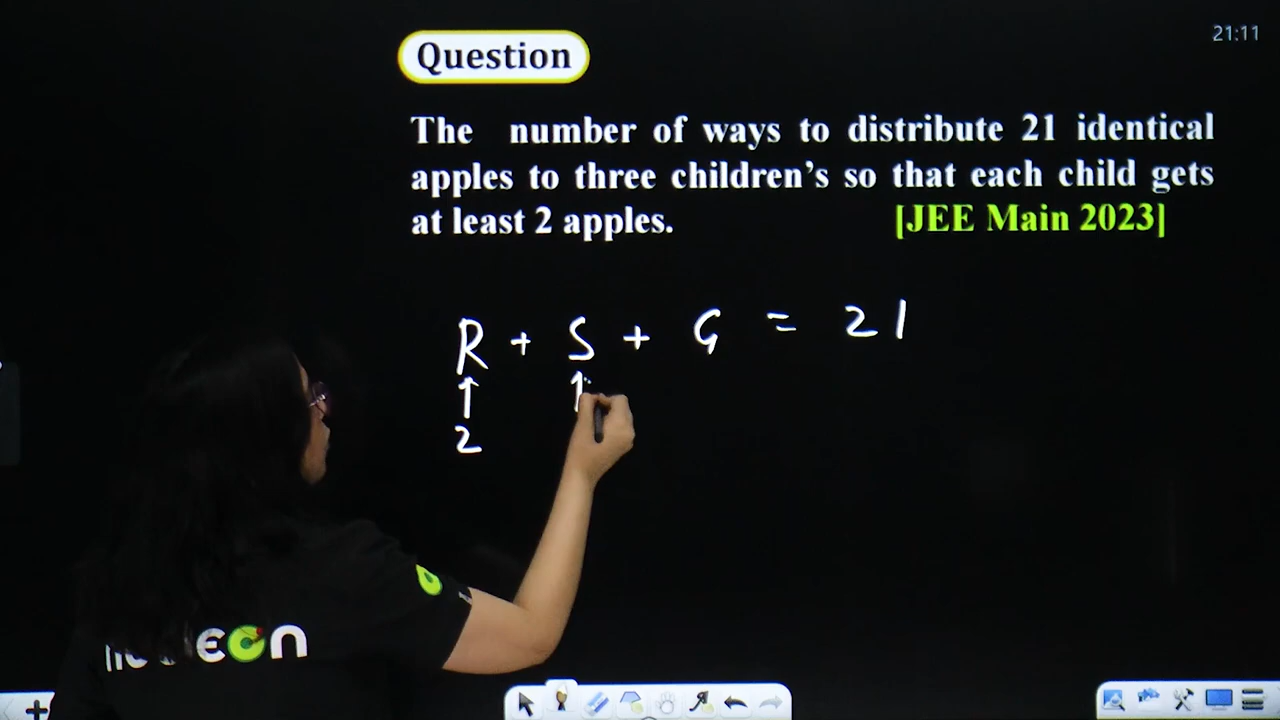 21:11
Question
The number of ways to distribute 21 identical
apples to three children's so that each child gets
at least 2 apples. [JEE Main 2023]
R + S + G = 21
↑ ↑
2